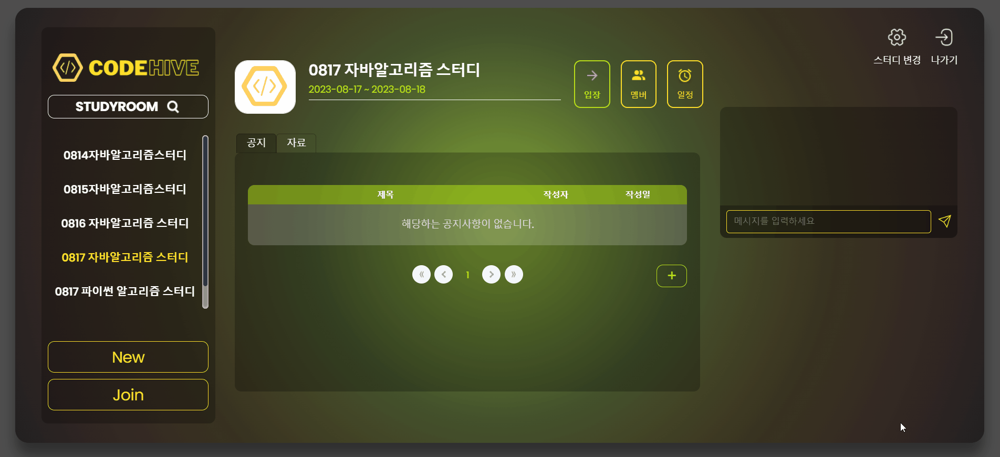 CODEHIVE
STUDYROOM
0814자바알고리즘스터디
0815자바알고리즘스터디
0816 자바알고리즘 스터디
0817 자바알고리즘 스터디
0817 파이썬 알고리즘 스터디
New
Join
0817 자바알고리즘 스터디
2023-08-17 ~ 2023-08-18
입장
멤버
일정
공지
자료
제목 작성자 작성일
해당하는 공지사항이 없습니다.
« < 1 > »
+
스터디 변경
나가기
메시지를 입력하세요